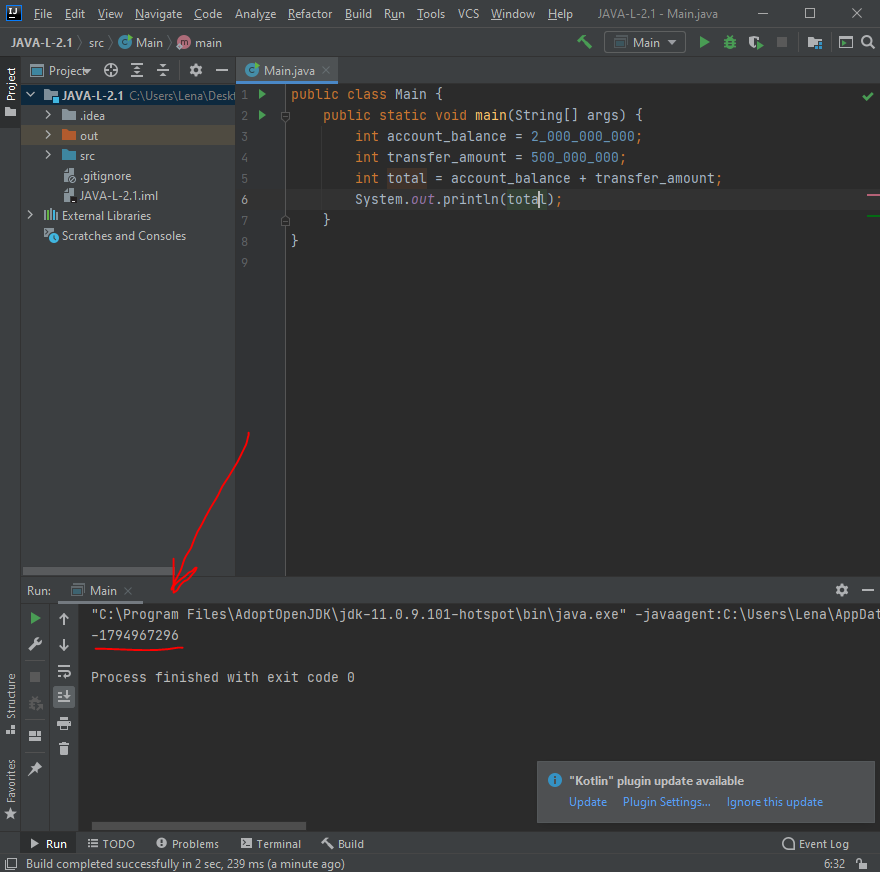 IJ File Edit View Navigate Code Analyze Refactor Build Run Tools VCS Window Help JAVA-L-2.1 - Main.java
JAVA-L-2.1 src Main main Main
Project Project Main.java
JAVA-L-2.1 C:\Users\Lena\Deskt
.idea
out
src
.gitignore
JAVA-L-2.1.iml
External Libraries
Scratches and Consoles
1 public class Main {
2 public static void main(String[] args) {
3 int account_balance = 2_000_000_000;
4 int transfer_amount = 500_000_000;
5 int total = account_balance + transfer_amount;
6 System.out.println(total);
7 }
8 }
9
Run: Main
"C:\Program Files\AdoptOpenJDK\jdk-11.0.9.101-hotspot\bin\java.exe" -javaagent:C:\Users\Lena\AppDat
-1794967296
Process finished with exit code 0
Structure
Favorites
"Kotlin" plugin update available
Update Plugin Settings... Ignore this update
Run TODO Problems Terminal Build Event Log
Build completed successfully in 2 sec, 239 ms (a minute ago) 6:32